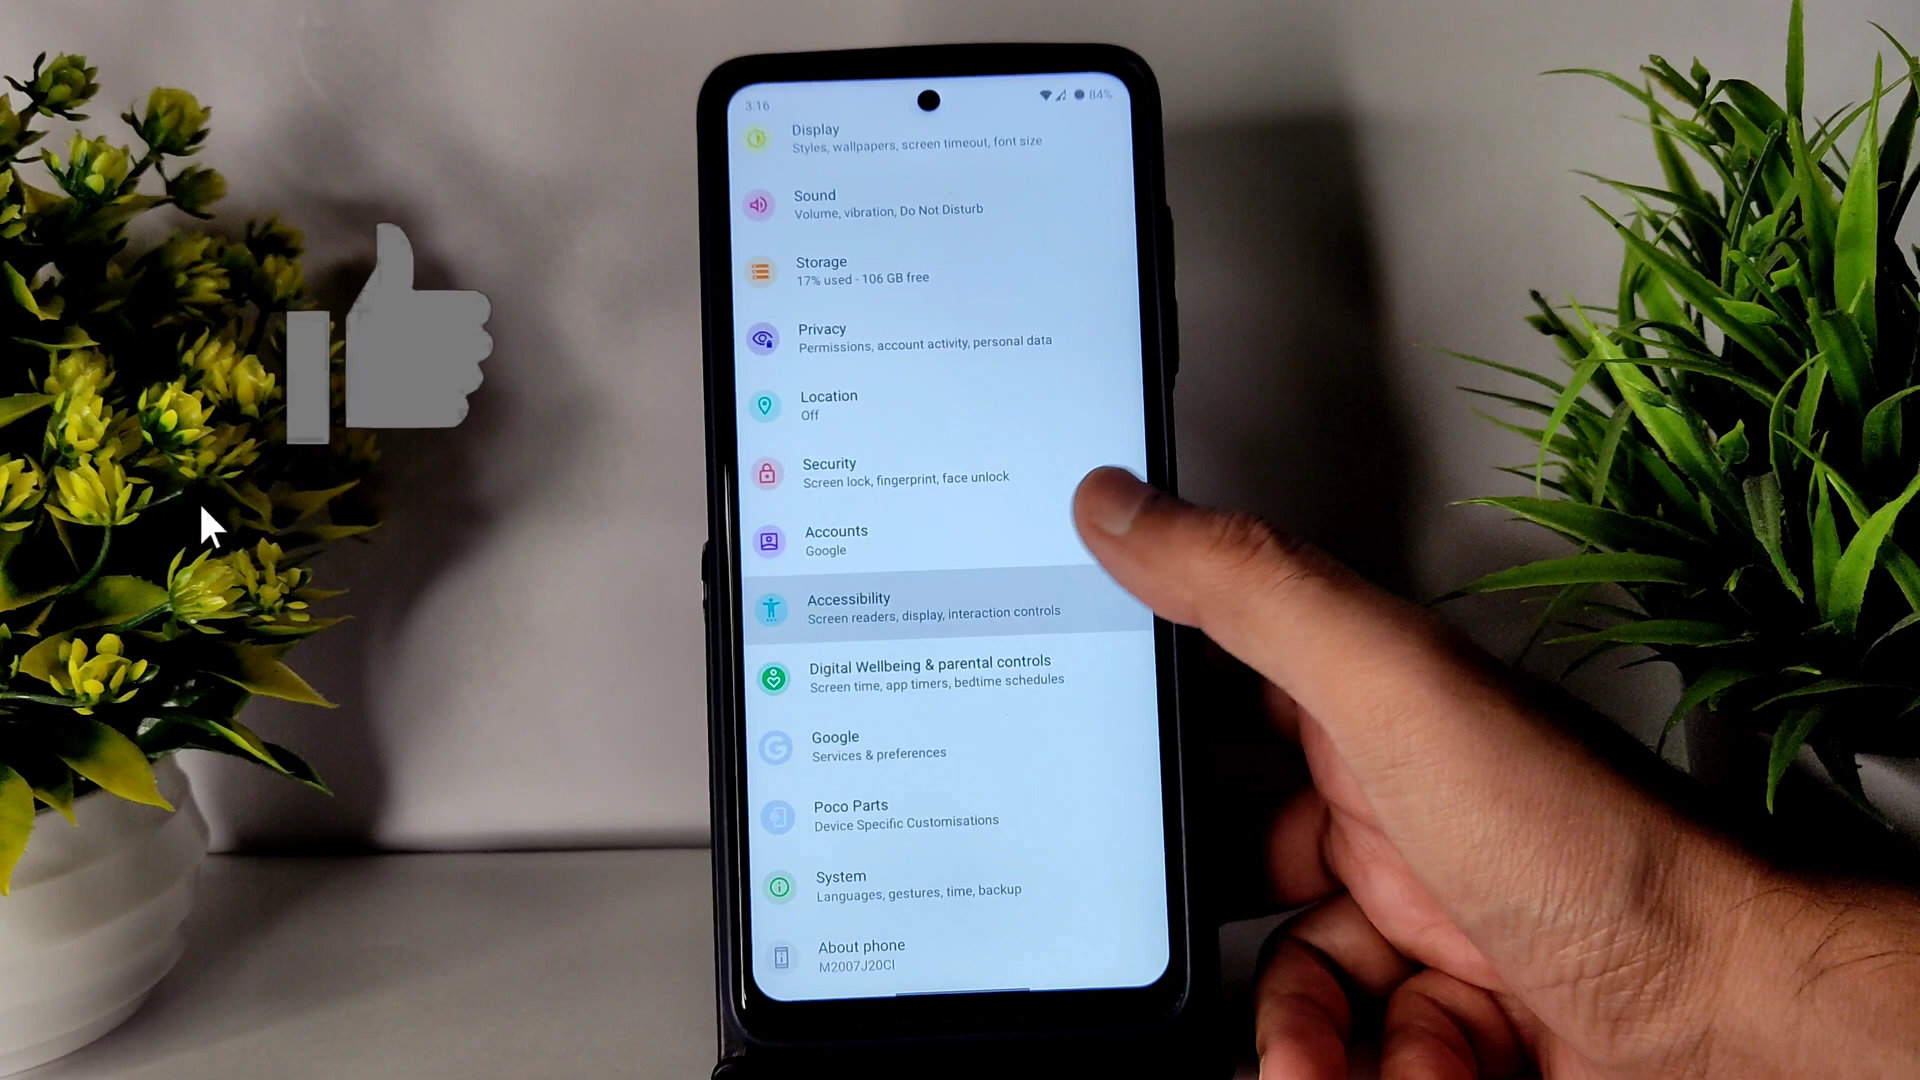 3:16
84%
Display
Styles, wallpapers, screen timeout, font size
Sound
Volume, vibration, Do Not Disturb
Storage
17% used - 106 GB free
Privacy
Permissions, account activity, personal data
Location
Off
Security
Screen lock, fingerprint, face unlock
Accounts
Google
Accessibility
Screen readers, display, interaction controls
Digital Wellbeing & parental controls
Screen time, app timers, bedtime schedules
Google
Services & preferences
Poco Parts
Device Specific Customisations
System
Languages, gestures, time, backup
About phone
M2007J20CI